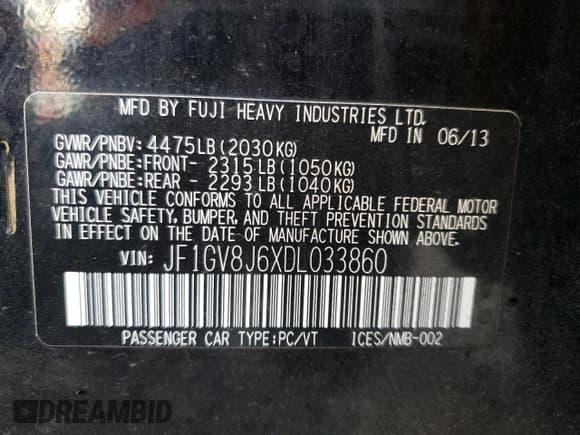 MFD BY FUJI HEAVY INDUSTRIES LTD.
MFD IN 06/13
GVWR/PNBV: 4475LB (2030KG)
GAWR/PNBE:FRONT- 2315LB (1050KG)
GAWR/PNBE:REAR - 2293LB (1040KG)
THIS VEHICLE CONFORMS TO ALL APPLICABLE FEDERAL MOTOR
VEHICLE SAFETY, BUMPER, AND THEFT PREVENTION STANDARDS
IN EFFECT ON THE DATE OF MANUFACTURE SHOWN ABOVE.
VIN: JF1GV8J6XDL033860
PASSENGER CAR TYPE:PC/VT 1CES/NMB-002
DREAMBID